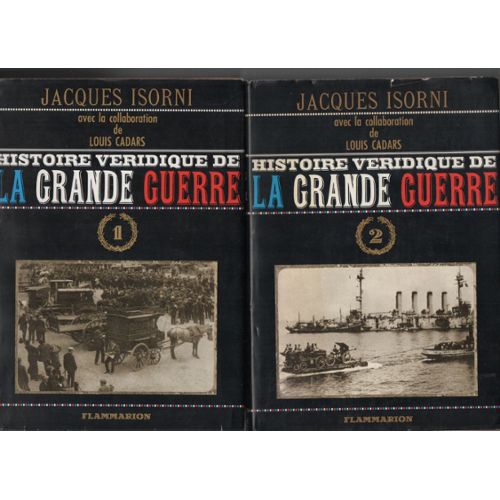 JACQUES ISORNI
avec la collaboration
de
LOUIS CADARS
HISTOIRE VERIDIQUE DE
LA GRANDE GUERRE
1
FLAMMARION
JACQUES ISORNI
avec la collaboration
de
LOUIS CADARS
HISTOIRE VERIDIQUE DE
LA GRANDE GUERRE
2
FLAMMARION